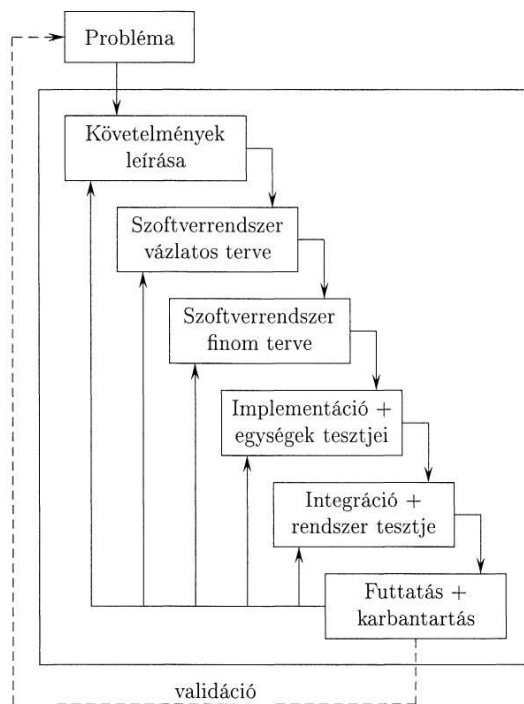 Probléma
Követelmények
leírása
Szoftverrendszer
vázlatos terve
Szoftverrendszer
finom terve
Implementáció +
egységek tesztjei
Integráció +
rendszer tesztje
Futtatás +
karbantartás
validáció